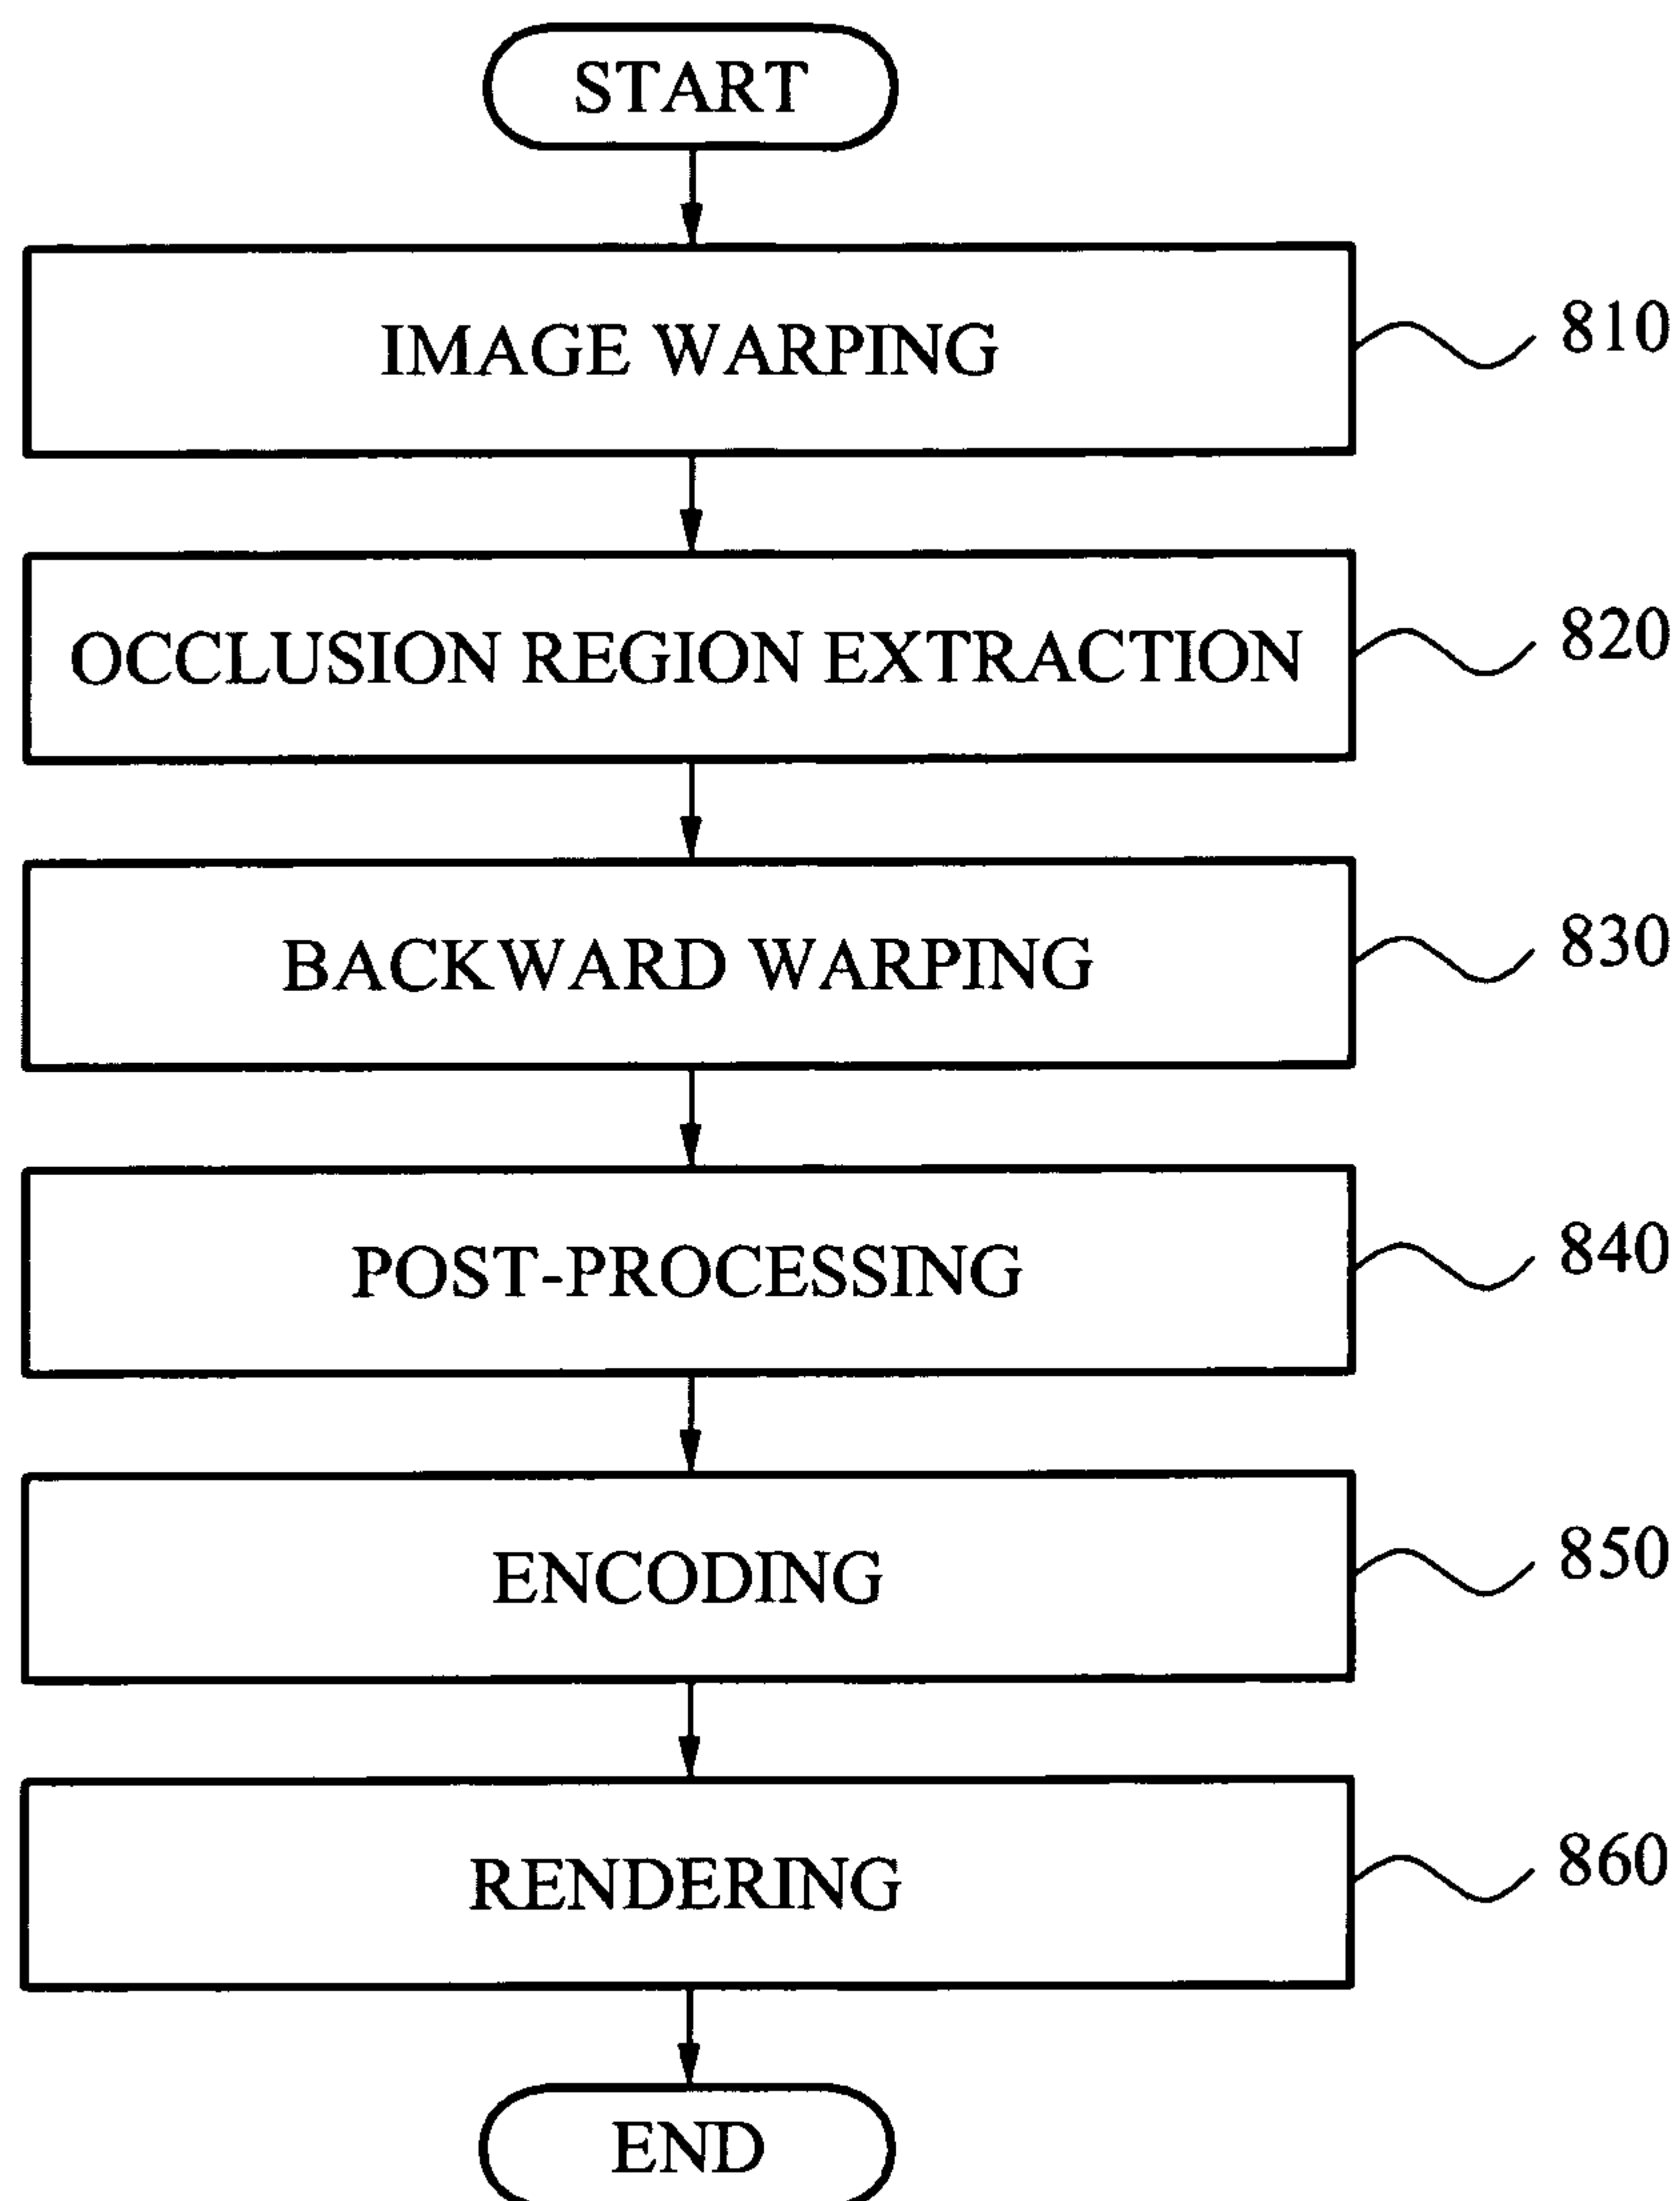 START
IMAGE WARPING
810
OCCLUSION REGION EXTRACTION
820
BACKWARD WARPING
830
POST-PROCESSING
840
ENCODING
850
RENDERING
860
END